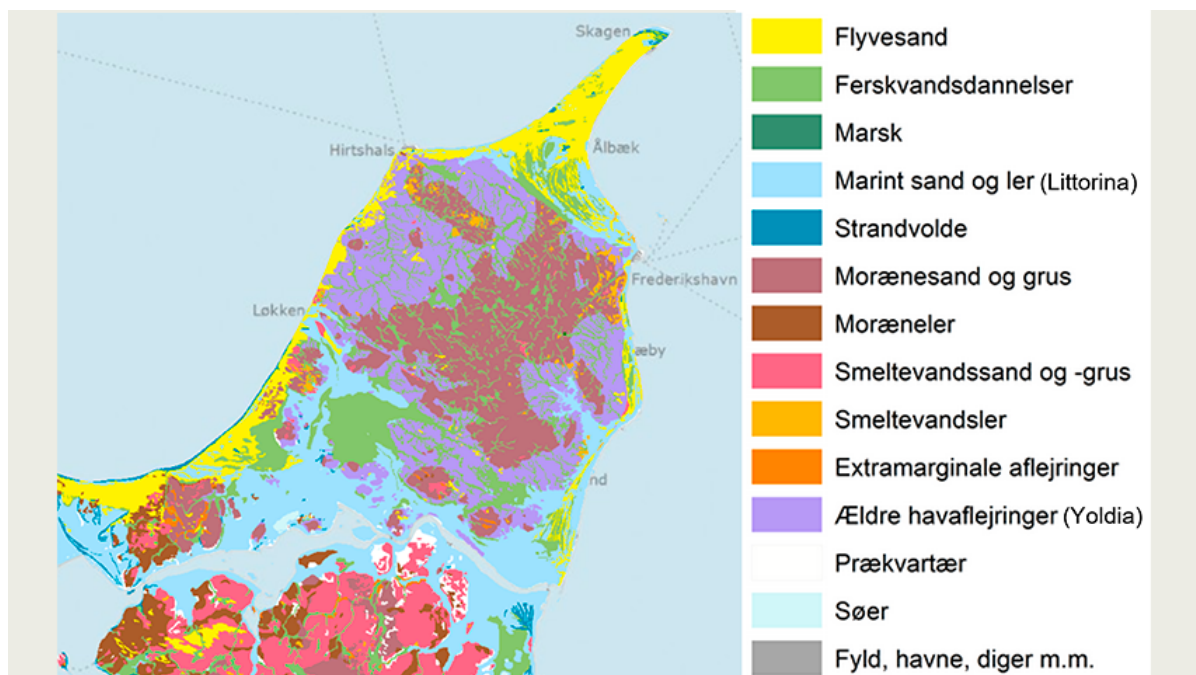 Skagen
Hirtshals
Ålbæk
Frederikshavn
Løkken
æby
nd
Flyvesand
Ferskvandsdannelser
Marsk
Marint sand og ler (Littorina)
Strandvolde
Morænesand og grus
Moræneler
Smeltevandssand og -grus
Smeltevandsler
Extramarginale aflejringer
Ældre havaflejringer (Yoldia)
Prækvartær
Søer
Fyld, havne, diger m.m.